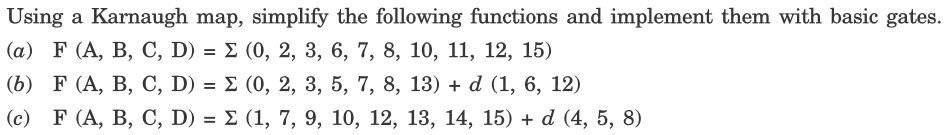 Using a Karnaugh map, simplify the following functions and implement them with basic gates.
(a) F (A, B, C, D) = Σ (0, 2, 3, 6, 7, 8, 10, 11, 12, 15)
(b) F (A, B, C, D) = Σ (0, 2, 3, 5, 7, 8, 13) + d (1, 6, 12)
(c) F (A, B, C, D) = Σ (1, 7, 9, 10, 12, 13, 14, 15) + d (4, 5, 8)